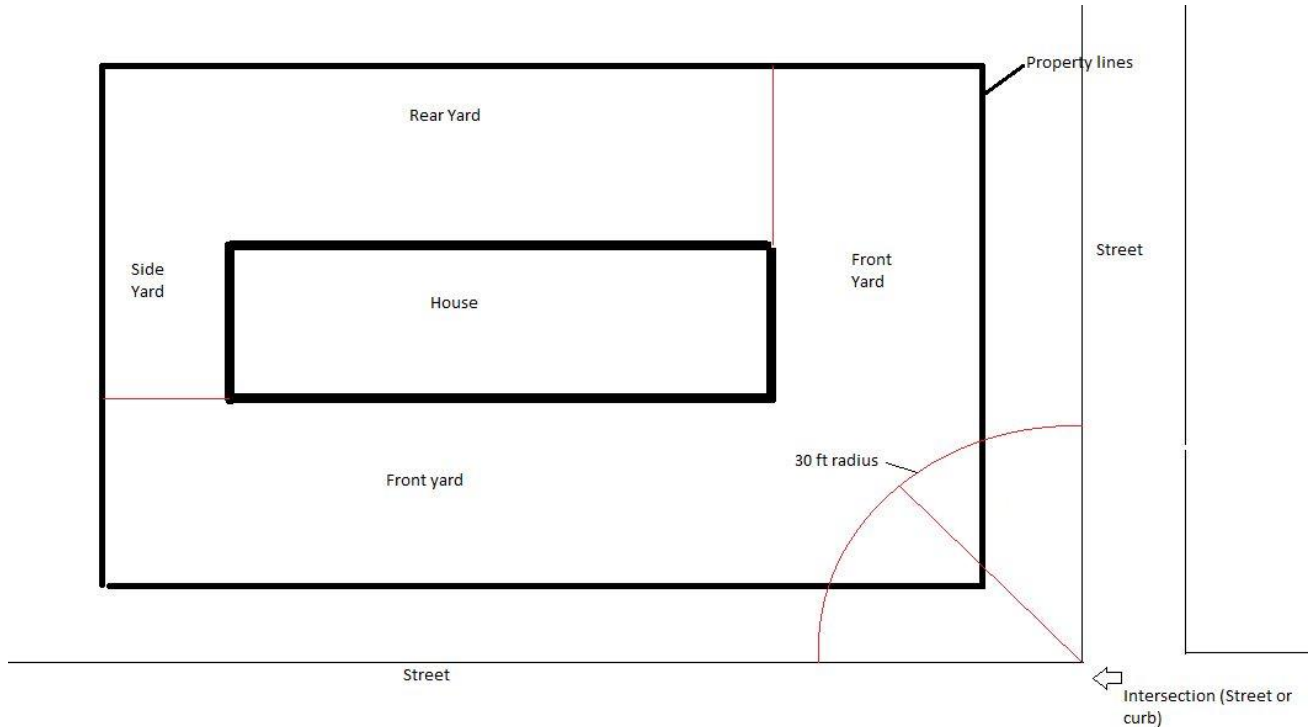 Property lines
Rear Yard
Street
Front
Yard
Side
Yard
House
30 ft radius
Front yard
Street
Intersection (Street or
curb)